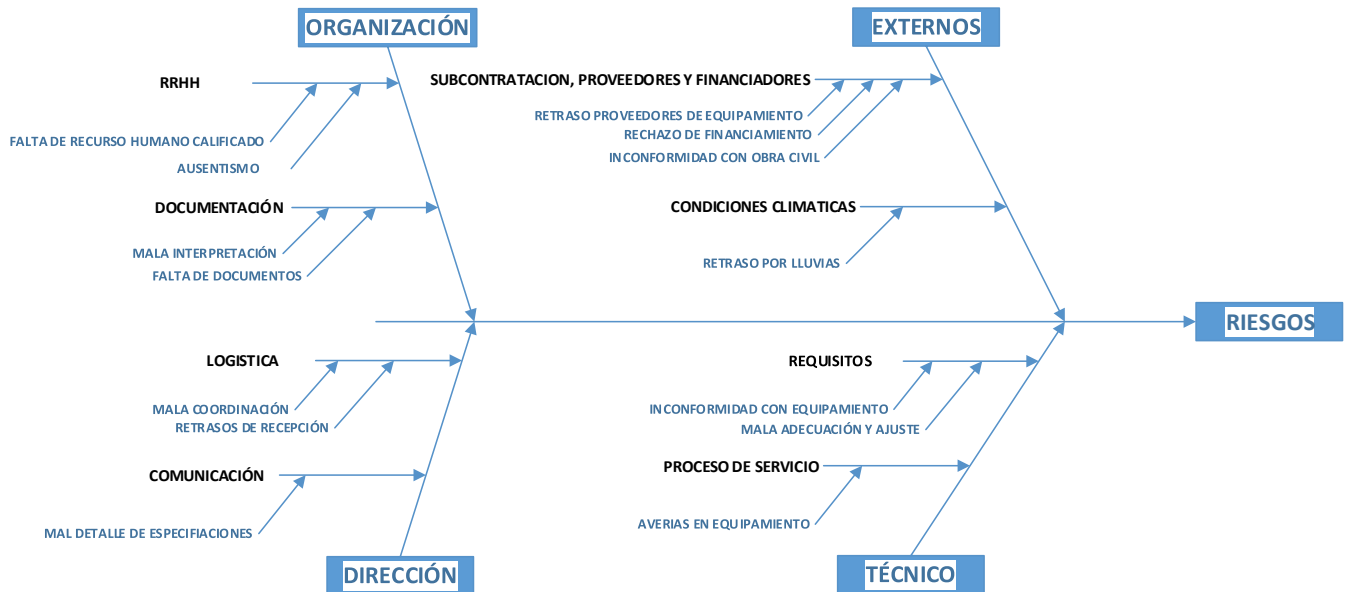 ORGANIZACIÓN
EXTERNOS
RRHH
SUBCONTRATACION, PROVEEDORES Y FINANCIADORES
FALTA DE RECURSO HUMANO CALIFICADO
AUSENTISMO
RETRASO PROVEEDORES DE EQUIPAMIENTO
RECHAZO DE FINANCIAMIENTO
INCONFORMIDAD CON OBRA CIVIL
DOCUMENTACIÓN
CONDICIONES CLIMATICAS
MALA INTERPRETACIÓN
FALTA DE DOCUMENTOS
RETRASO POR LLUVIAS
RIESGOS
LOGISTICA
REQUISITOS
MALA COORDINACIÓN
RETRASOS DE RECEPCIÓN
INCONFORMIDAD CON EQUIPAMIENTO
MALA ADECUACIÓN Y AJUSTE
COMUNICACIÓN
PROCESO DE SERVICIO
MAL DETALLE DE ESPECIFIACIONES
AVERIAS EN EQUIPAMIENTO
DIRECCIÓN
TÉCNICO